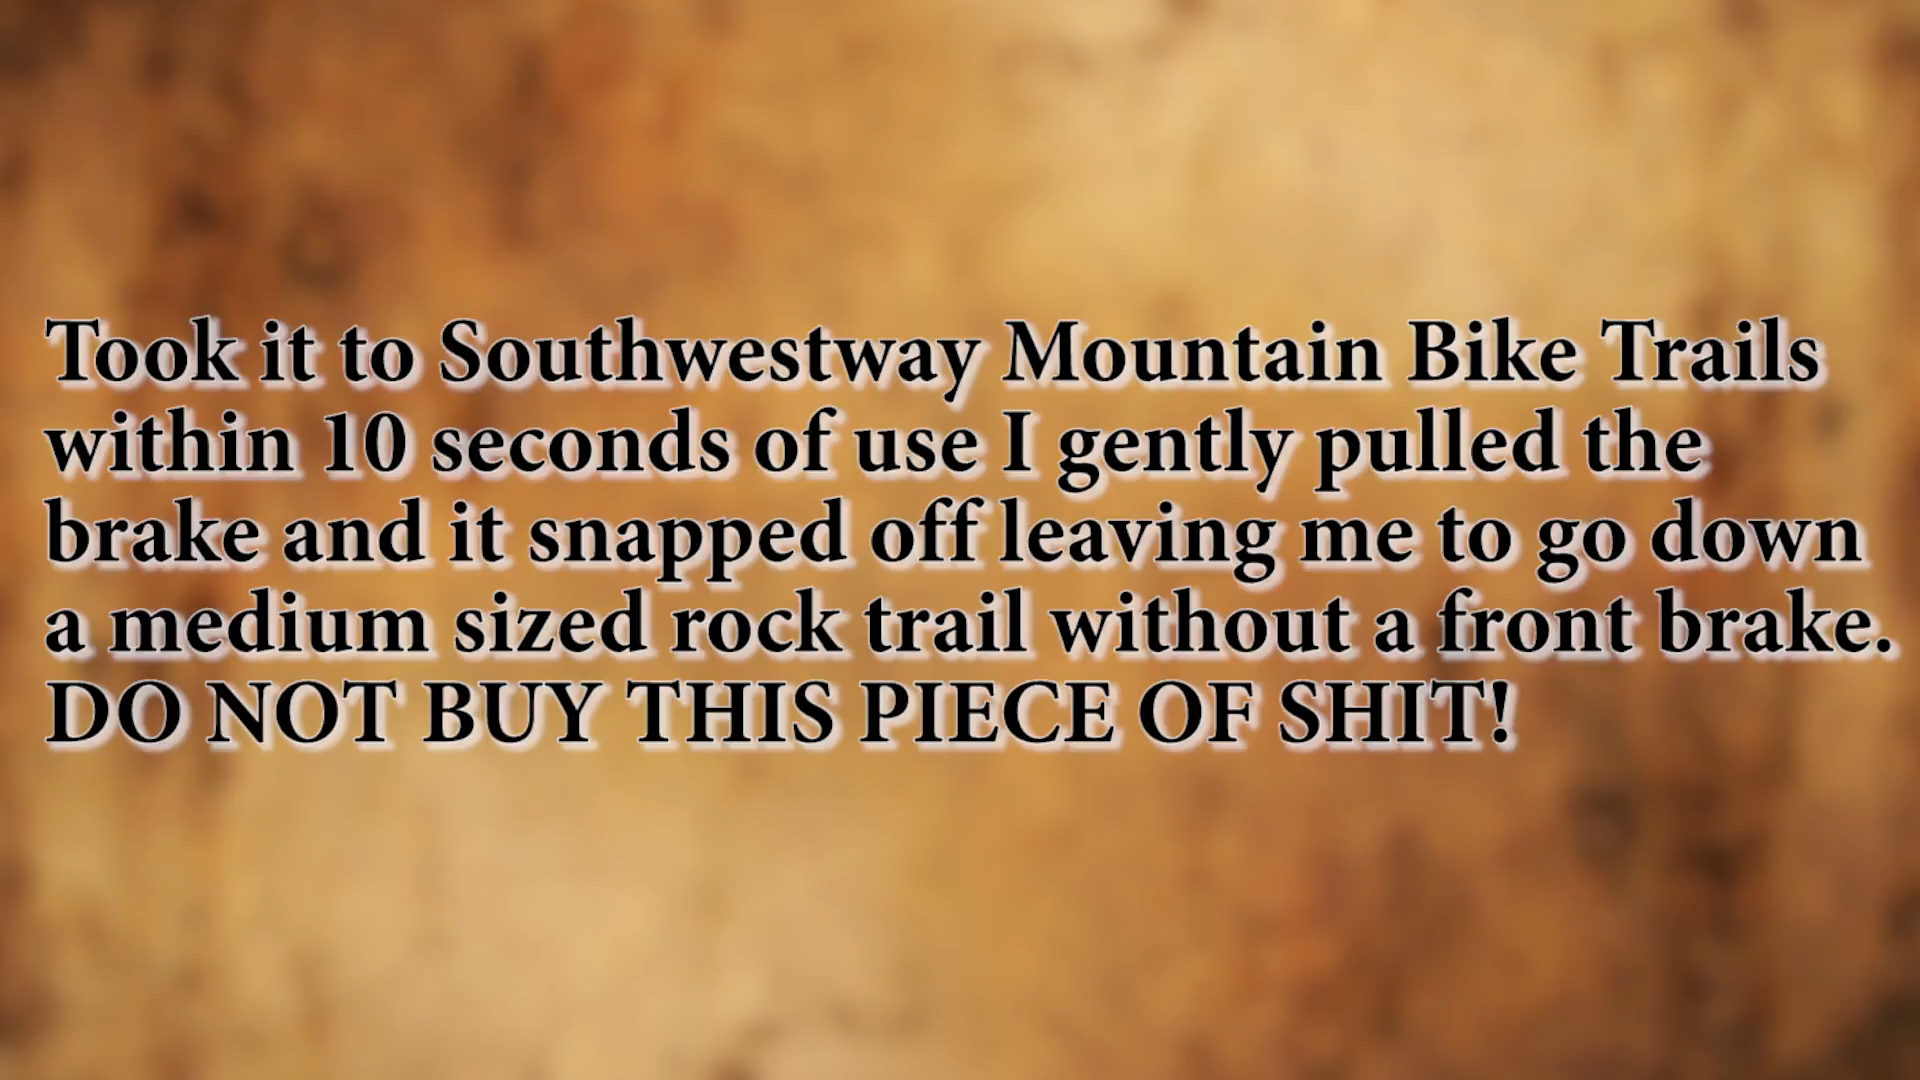 Took it to Southwestway Mountain Bike Trails
within 10 seconds of use I gently pulled the
brake and it snapped off leaving me to go down
a medium sized rock trail without a front brake.
DO NOT BUY THIS PIECE OF SHIT!